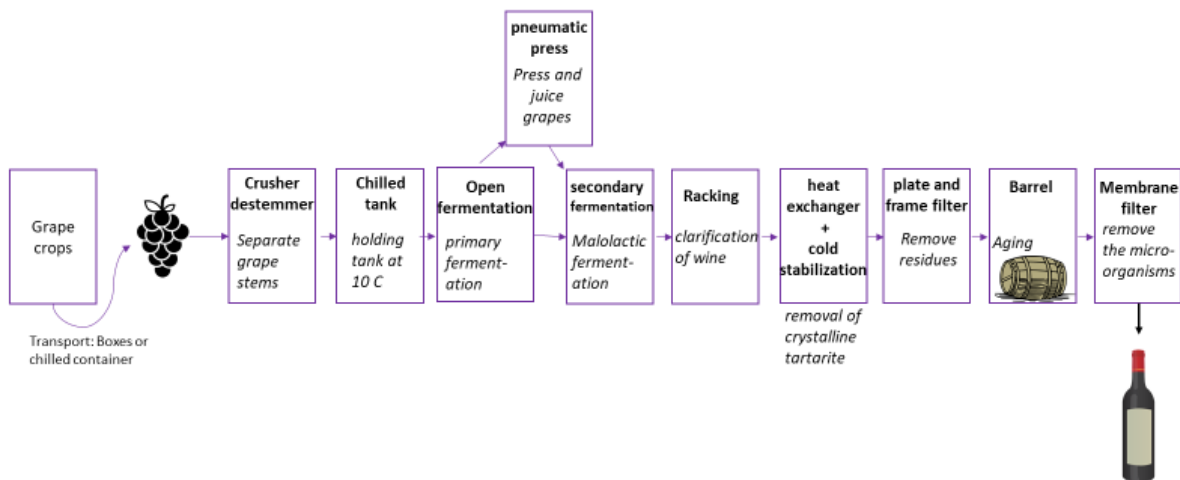 pneumatic
press
Press and
juice
grapes
Grape
crops
Transport: Boxes or
chilled container
Crusher
destemmer
Separate
grape
stems
Chilled
tank
holding
tank at
10 C
Open
fermentation
primary
ferment-
ation
secondary
fermentation
Malolactic
ferment-
ation
Racking
clarification
of wine
heat
exchanger
+
cold
stabilization
removal of
crystalline
tartarite
plate and
frame filter
Remove
residues
Barrel
Aging
Membrane
filter
remove
the micro-
organisms